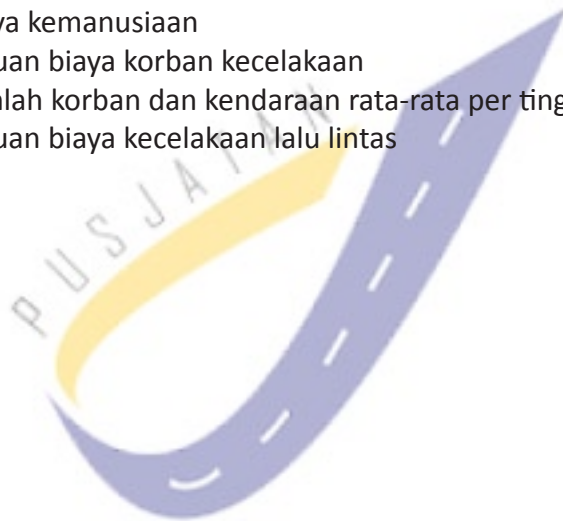 ya kemanusiaan
uan biaya korban kecelakaan
lah korban dan kendaraan rata-rata per ting
uan biaya kecelakaan lalu lintas
PUSJATAN